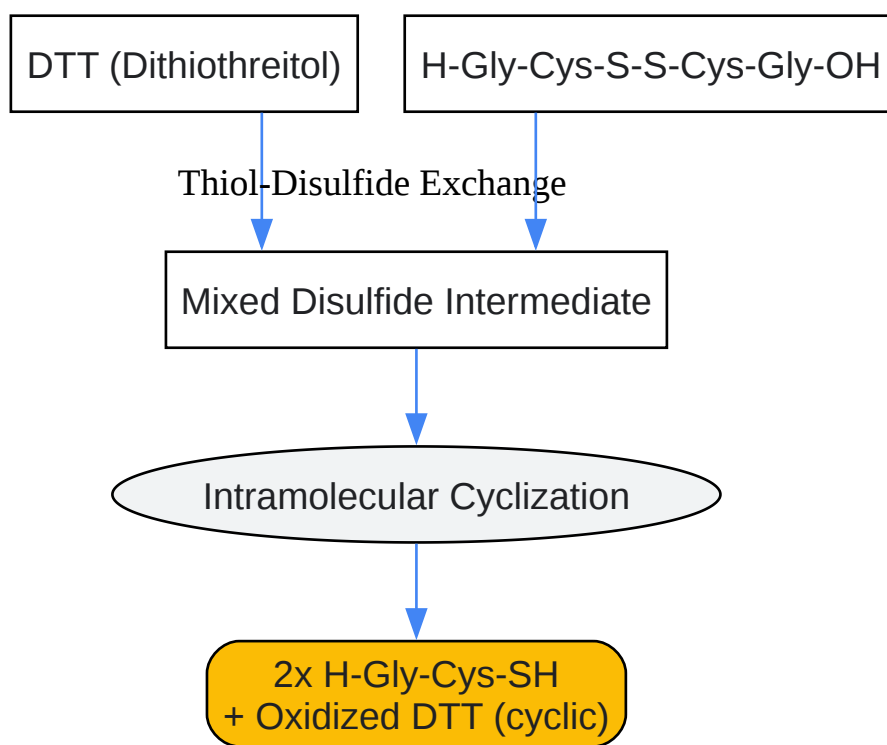 DTT (Dithiothreitol)
H-Gly-Cys-S-S-Cys-Gly-OH
Thiol-Disulfide Exchange
Mixed Disulfide Intermediate
Intramolecular Cyclization
2x H-Gly-Cys-SH
+ Oxidized DTT (cyclic)